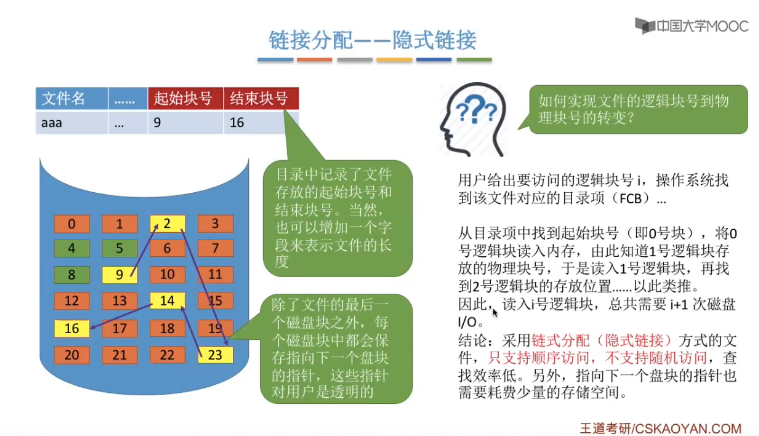 中国大学MOOC
链接分配——隐式链接
文件名 …… 起始块号 结束块号
aaa … 9 16
如何实现文件的逻辑块号到物
理块号的转变？
目录中记录了文件
存放的起始块号和
结束块号。当然，
也可以增加一个字
段来表示文件的长
度
0 1 2 3
4 5 6 7
8 9 10 11
12 13 14 15
16 17 18 19
20 21 22 23
除了文件的最后一
个磁盘块之外，每
个磁盘块中都会保
存指向下一个盘块
的指针，这些指针
对用户是透明的
用户给出要访问的逻辑块号 i，操作系统找
到该文件对应的目录项（FCB）…
从目录项中找到起始块号（即0号块），将0
号逻辑块读入内存，由此知道1号逻辑块存
放的物理块号，于是读入1号逻辑块，再找
到2号逻辑块的存放位置……以此类推。
因此，读入i号逻辑块，总共需要 i+1 次磁盘
I/O。
结论：采用链式分配（隐式链接）方式的文
件，只支持顺序访问，不支持随机访问，查
找效率低。另外，指向下一个盘块的指针也
需要耗费少量的存储空间。
王道考研/CSKAOYAN.COM